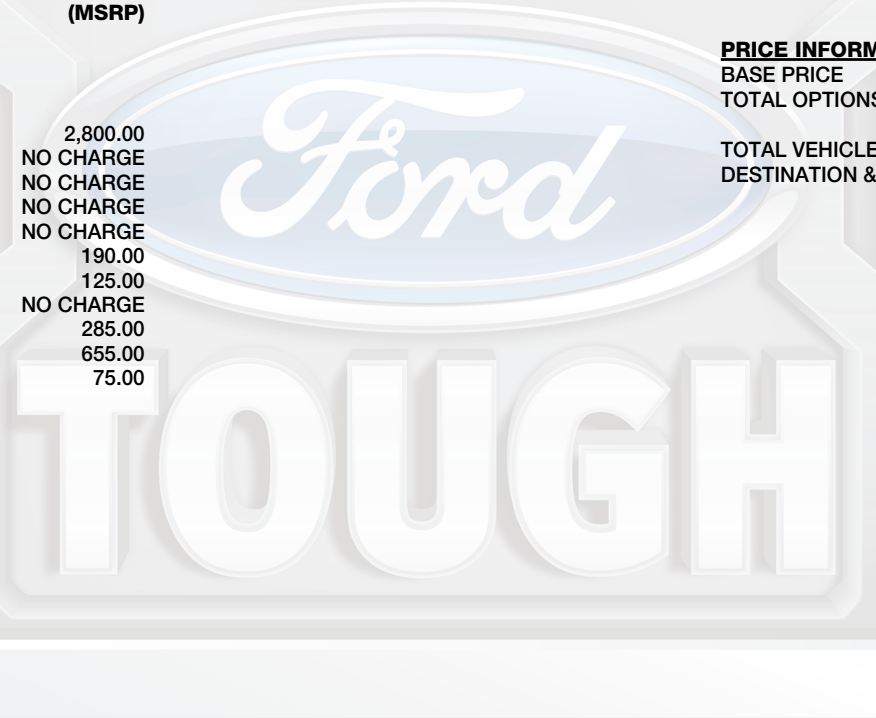 (MSRP)
2,800.00
NO CHARGE
NO CHARGE
NO CHARGE
NO CHARGE
190.00
125.00
NO CHARGE
285.00
655.00
75.00
PRICE INFORM
BASE PRICE
TOTAL OPTIONS
TOTAL VEHICLE
DESTINATION &
Ford
TOUGH